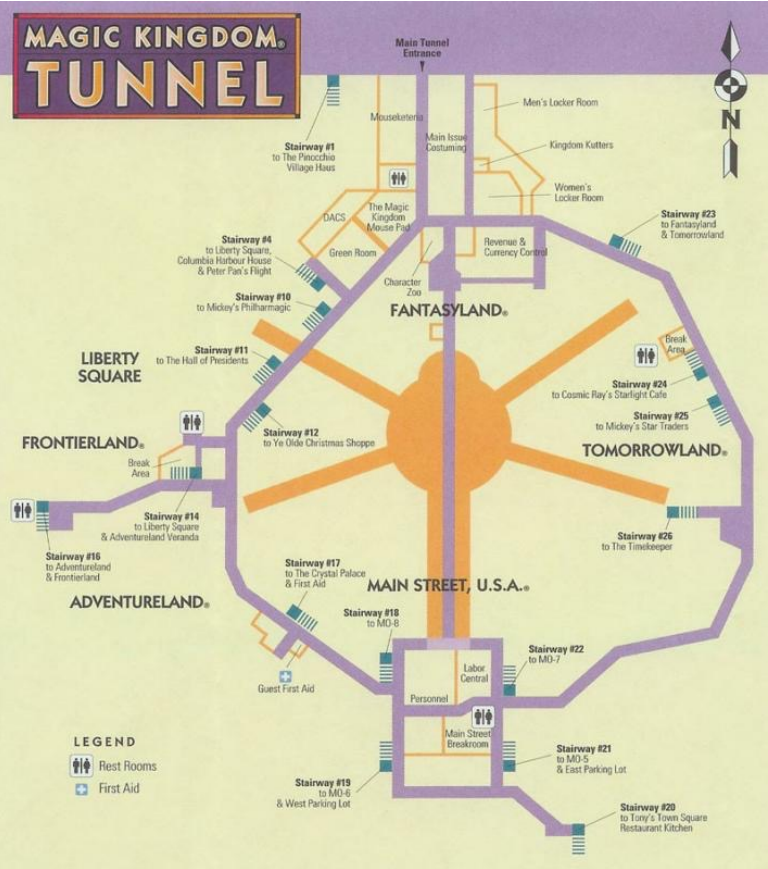 MAGIC KINGDOM®
TUNNEL
Main Tunnel
Entrance
N
Stairway #1
to The Pinocchio
Village Haus
Mouseketeria
Main Issue
Costuming
Men's Locker Room
Kingdom Kutters
Women's
Locker Room
DACS
The Magic
Kingdom
Mouse Pad
Green Room
Character
Zoo
Revenue &
Currency Control
Stairway #23
to Fantasyland
& Tomorrowland
Stairway #4
to Liberty Square,
Columbia Harbour House
& Peter Pan's Flight
Stairway #10
to Mickey's Philharmagic
FANTASYLAND®
Stairway #11
to The Hall of Presidents
LIBERTY
SQUARE
Break
Area
Stairway #24
to Cosmic Ray's Starlight Cafe
Stairway #25
to Mickey's Star Traders
Stairway #12
to Ye Olde Christmas Shoppe
FRONTIERLAND®
TOMORROWLAND®
Break
Area
Stairway #14
to Liberty Square
& Adventureland Veranda
Stairway #26
to The Timekeeper
Stairway #16
to Adventureland
& Frontierland
ADVENTURELAND®
Stairway #17
to The Crystal Palace
& First Aid
MAIN STREET, U.S.A.®
Stairway #18
to MO-8
Stairway #22
to MO-7
Labor
Central
Guest First Aid
Personnel
Main Street
Breakroom
LEGEND
Rest Rooms
First Aid
Stairway #19
to MO-6
& West Parking Lot
Stairway #21
to MO-5
& East Parking Lot
Stairway #20
to Tony's Town Square
Restaurant Kitchen